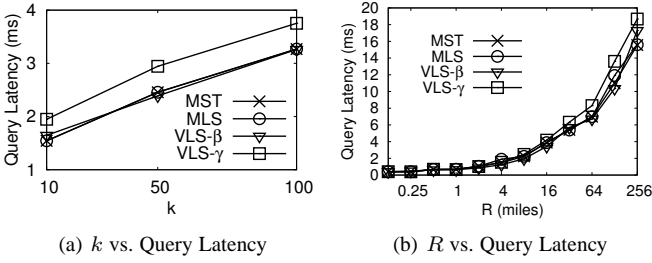 Query Latency (ms)
4
3
2
1
10
50
100
k
MST
MLS
VLS-β
VLS-γ
(a) k vs. Query Latency
Query Latency (ms)
20
18
16
14
12
10
8
6
4
2
0
0.25
1
4
16
64
256
R (miles)
MST
MLS
VLS-β
VLS-γ
(b) R vs. Query Latency